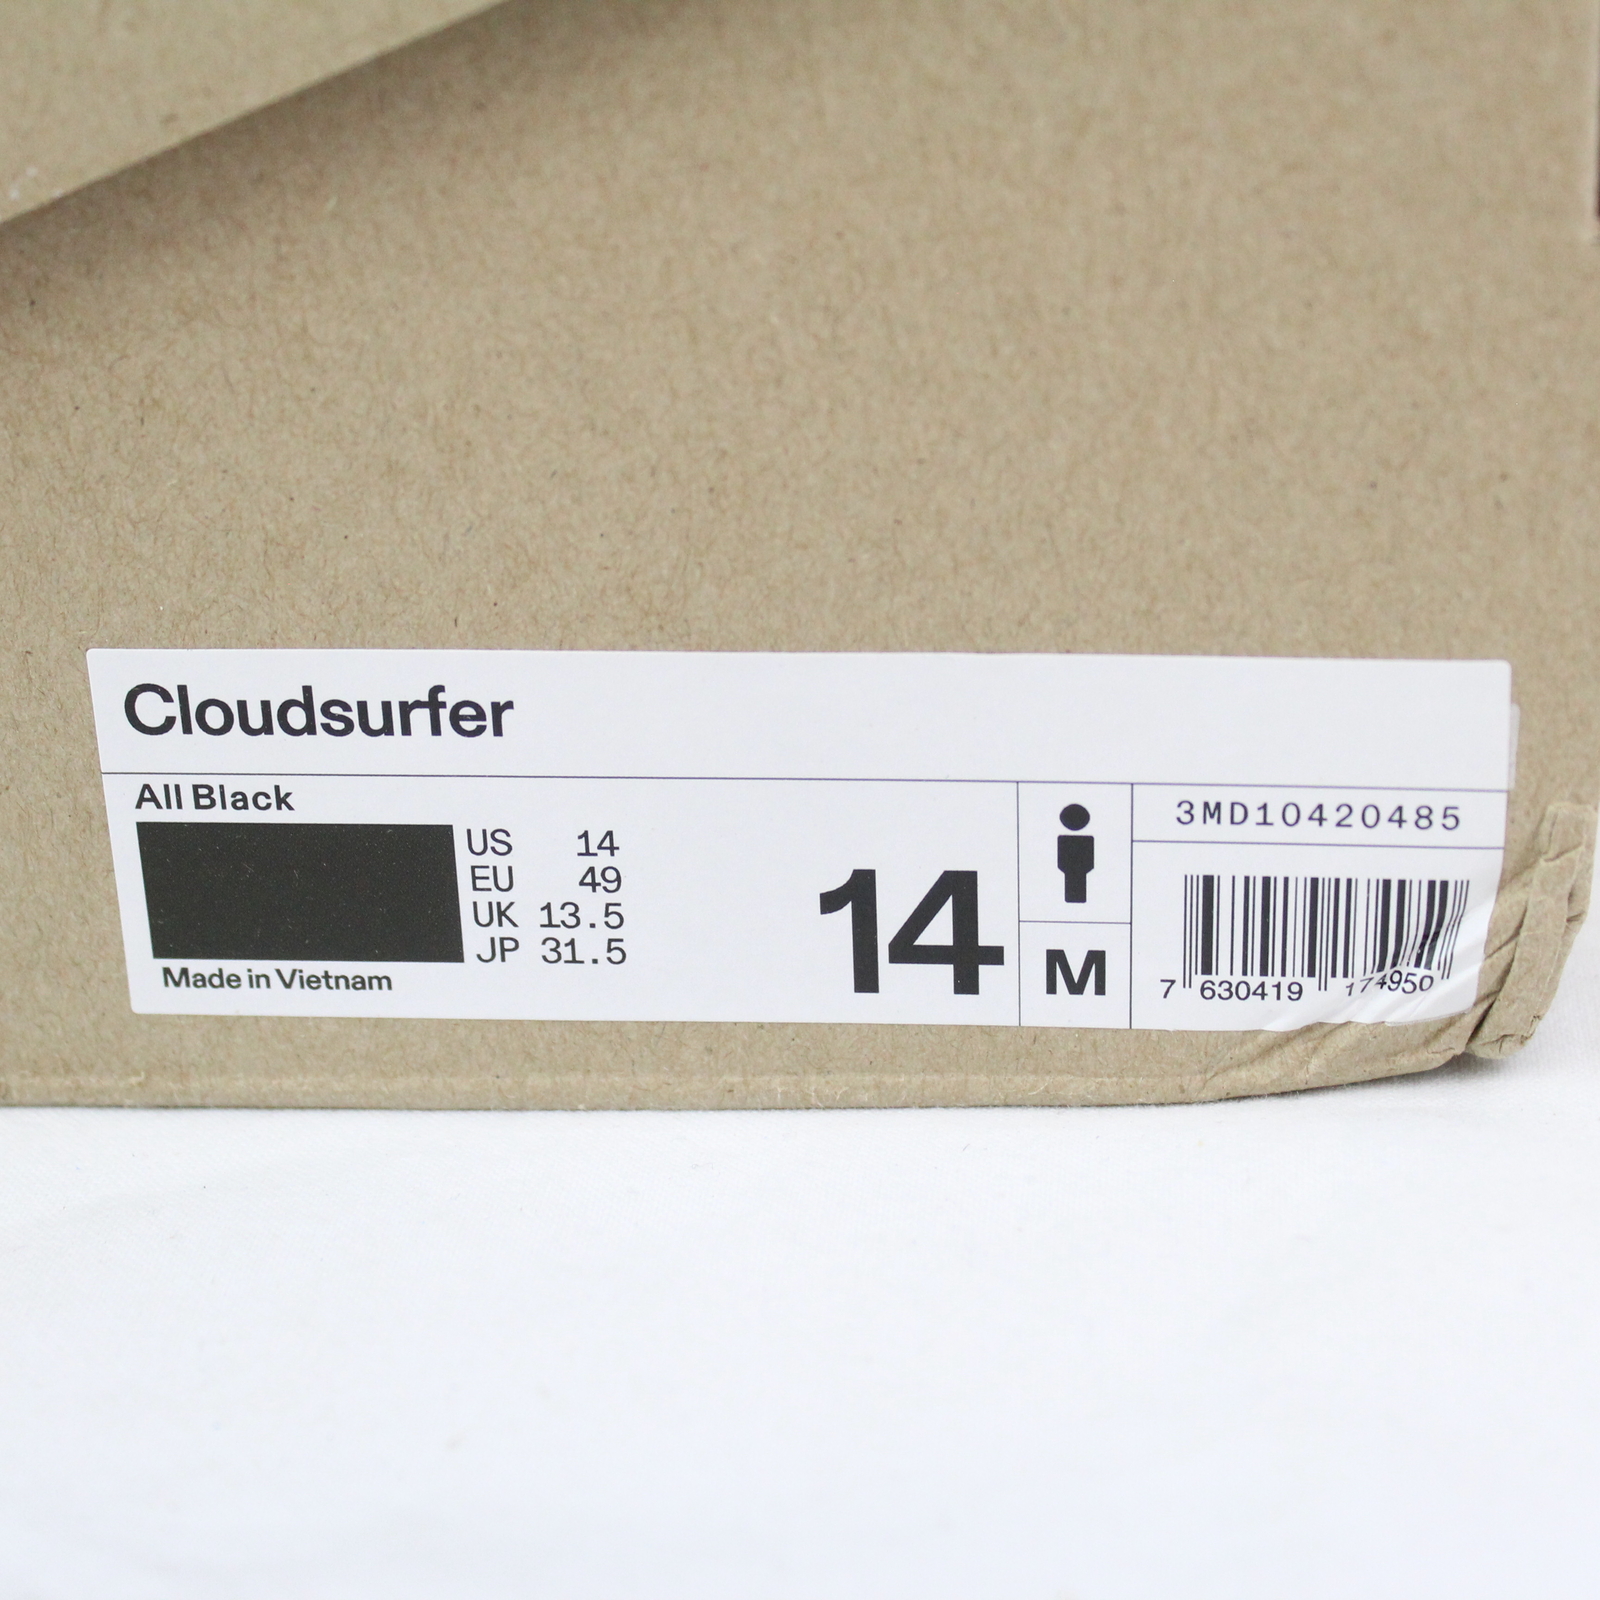 Cloudsurfer
All Black
US 14
EU 49
UK 13.5
JP 31.5
Made in Vietnam
14
M
3MD10420485
7 630419 174950